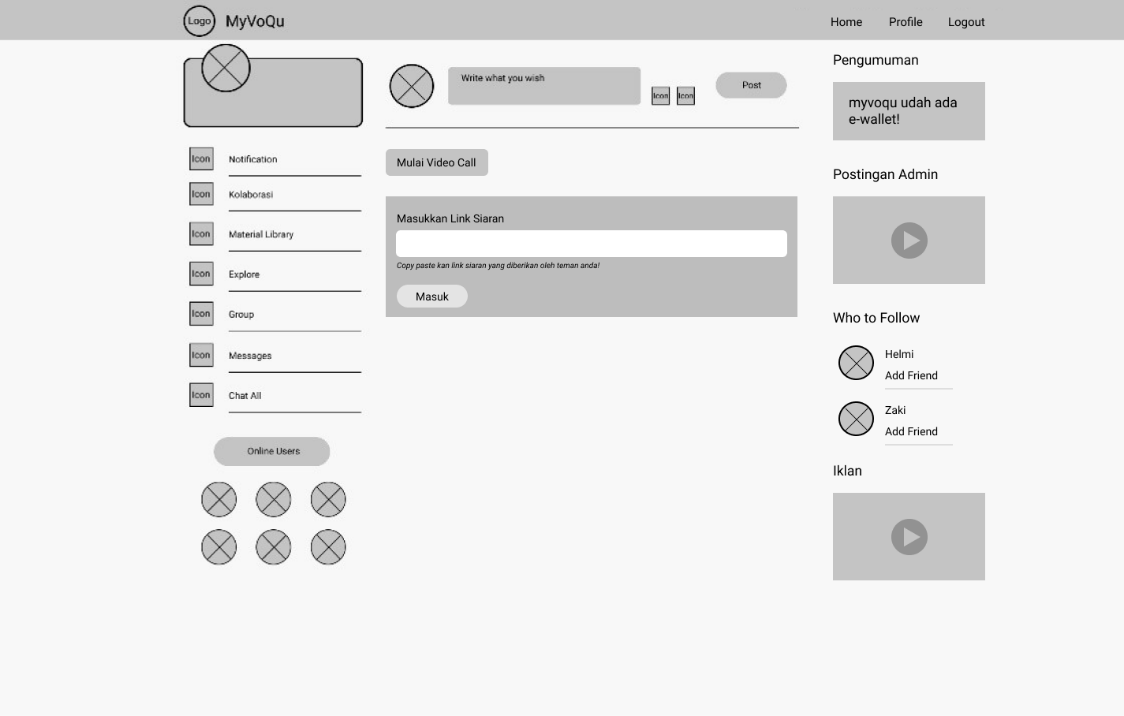 Logo
MyVoQu
Home
Profile
Logout
Write what you wish
Icon
Icon
Post
Icon
Notification
Icon
Kolaborasi
Icon
Material Library
Icon
Explore
Icon
Group
Icon
Messages
Icon
Chat All
Online Users
Mulai Video Call
Masukkan Link Siaran
Copy paste kan link siaran yang diberikan oleh teman anda!
Masuk
Pengumuman
myvoqu udah ada
e-wallet!
Postingan Admin
Who to Follow
Helmi
Add Friend
Zaki
Add Friend
Iklan